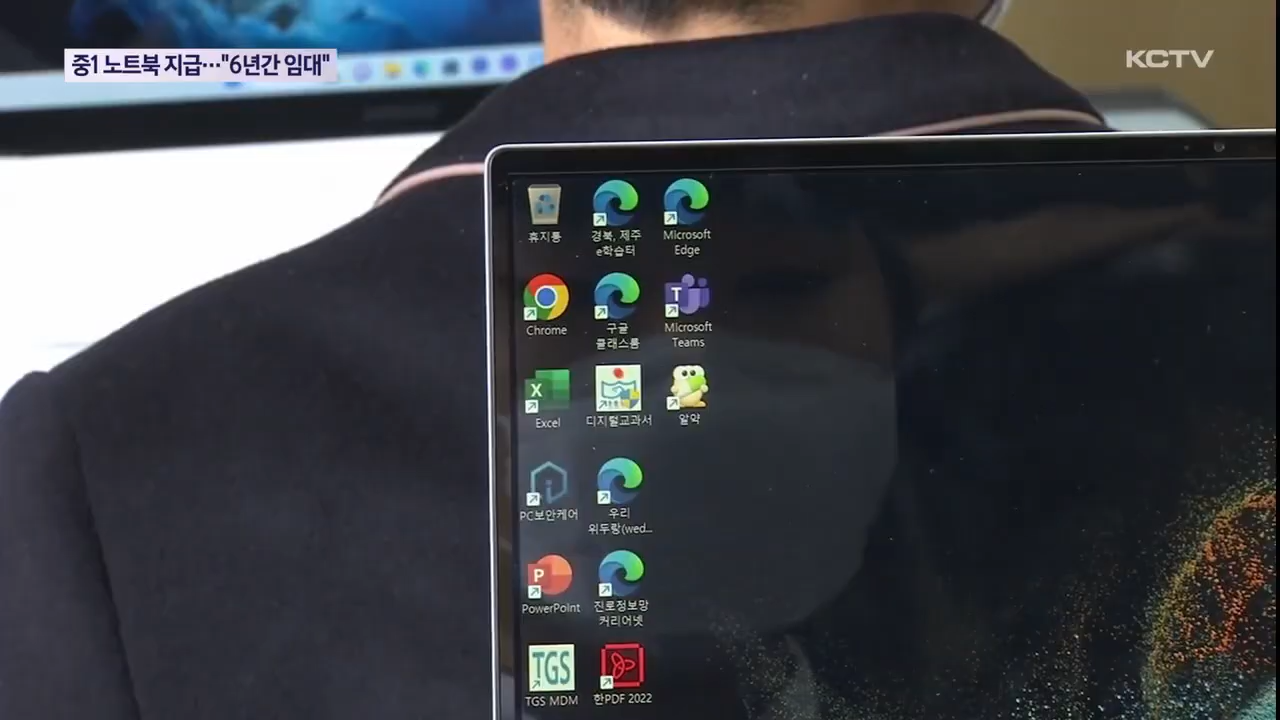 중1 노트북 지급…"6년간 임대"
KCTV
휴지통
경북, 제주
e학습터
Microsoft
Edge
Chrome
구글
클래스룸
Microsoft
Teams
X
Excel
디지털교과서
알약
PC보안케어
우리
위두랑(wed...
P
PowerPoint
진로정보망
커리어넷
TGS
TGS MDM
한PDF 2022